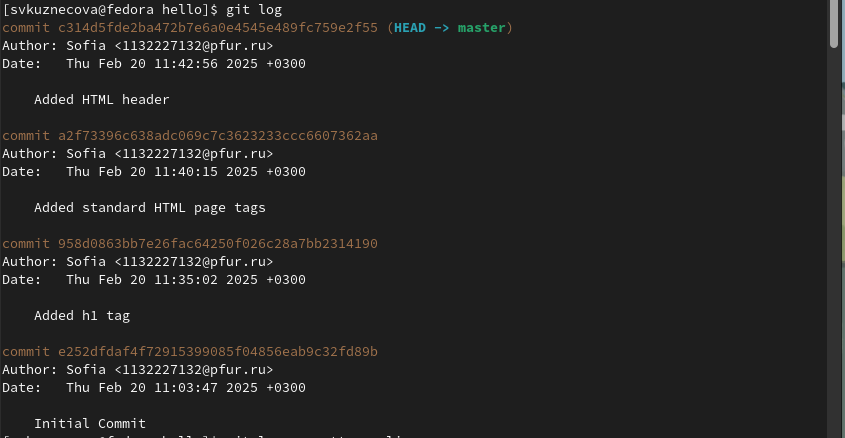 [svkuznecova@fedora hello]$ git log
commit c314d5fde2ba472b7e6a0e4545e489fc759e2f55 (HEAD -> master)
Author: Sofia <1132227132@pfur.ru>
Date:   Thu Feb 20 11:42:56 2025 +0300
    Added HTML header
commit a2f73396c638adc069c7c3623233ccc6607362aa
Author: Sofia <1132227132@pfur.ru>
Date:   Thu Feb 20 11:40:15 2025 +0300
    Added standard HTML page tags
commit 958d0863bb7e26fac64250f026c28a7bb2314190
Author: Sofia <1132227132@pfur.ru>
Date:   Thu Feb 20 11:35:02 2025 +0300
    Added h1 tag
commit e252dfdaf4f72915399085f04856eab9c32fd89b
Author: Sofia <1132227132@pfur.ru>
Date:   Thu Feb 20 11:03:47 2025 +0300
    Initial Commit